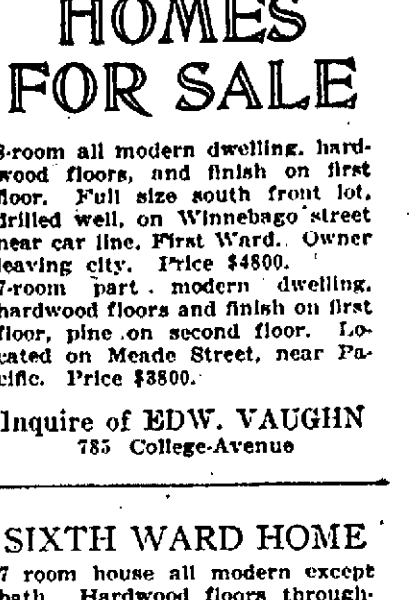 HOMES
FOR SALE
8-room all modern dwelling. hard-
wood floors, and finish on first
floor. Full size south front lot,
drilled well, on Winnebago street
near car line, First Ward. Owner
leaving city. Price $4800.
7-room part. modern dwelling,
hardwood floors and finish on first
floor, pine on second floor. Lo-
cated on Meade Street, near Pa-
cific. Price $3800.
Inquire of EDW. VAUGHN
785 College-Avenue
SIXTH WARD HOME
7 room house all modern except
bath. Hardwood floors through-